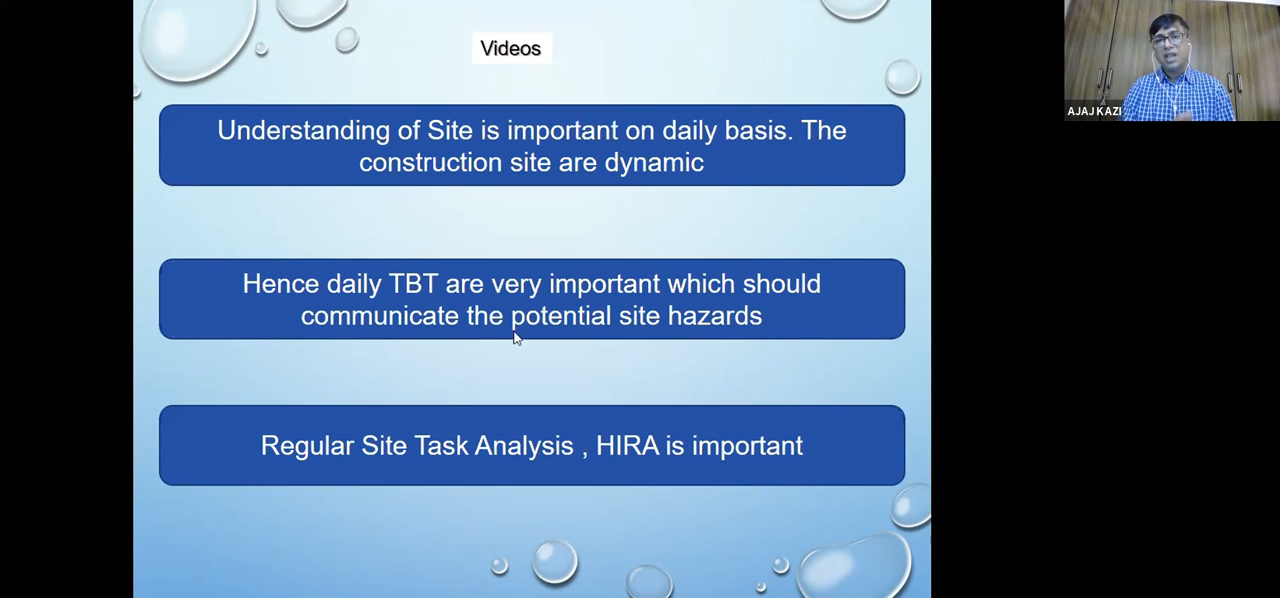 Videos
AJAJ KAZI
Understanding of Site is important on daily basis. The
construction site are dynamic
Hence daily TBT are very important which should
communicate the potential site hazards
Regular Site Task Analysis , HIRA is important